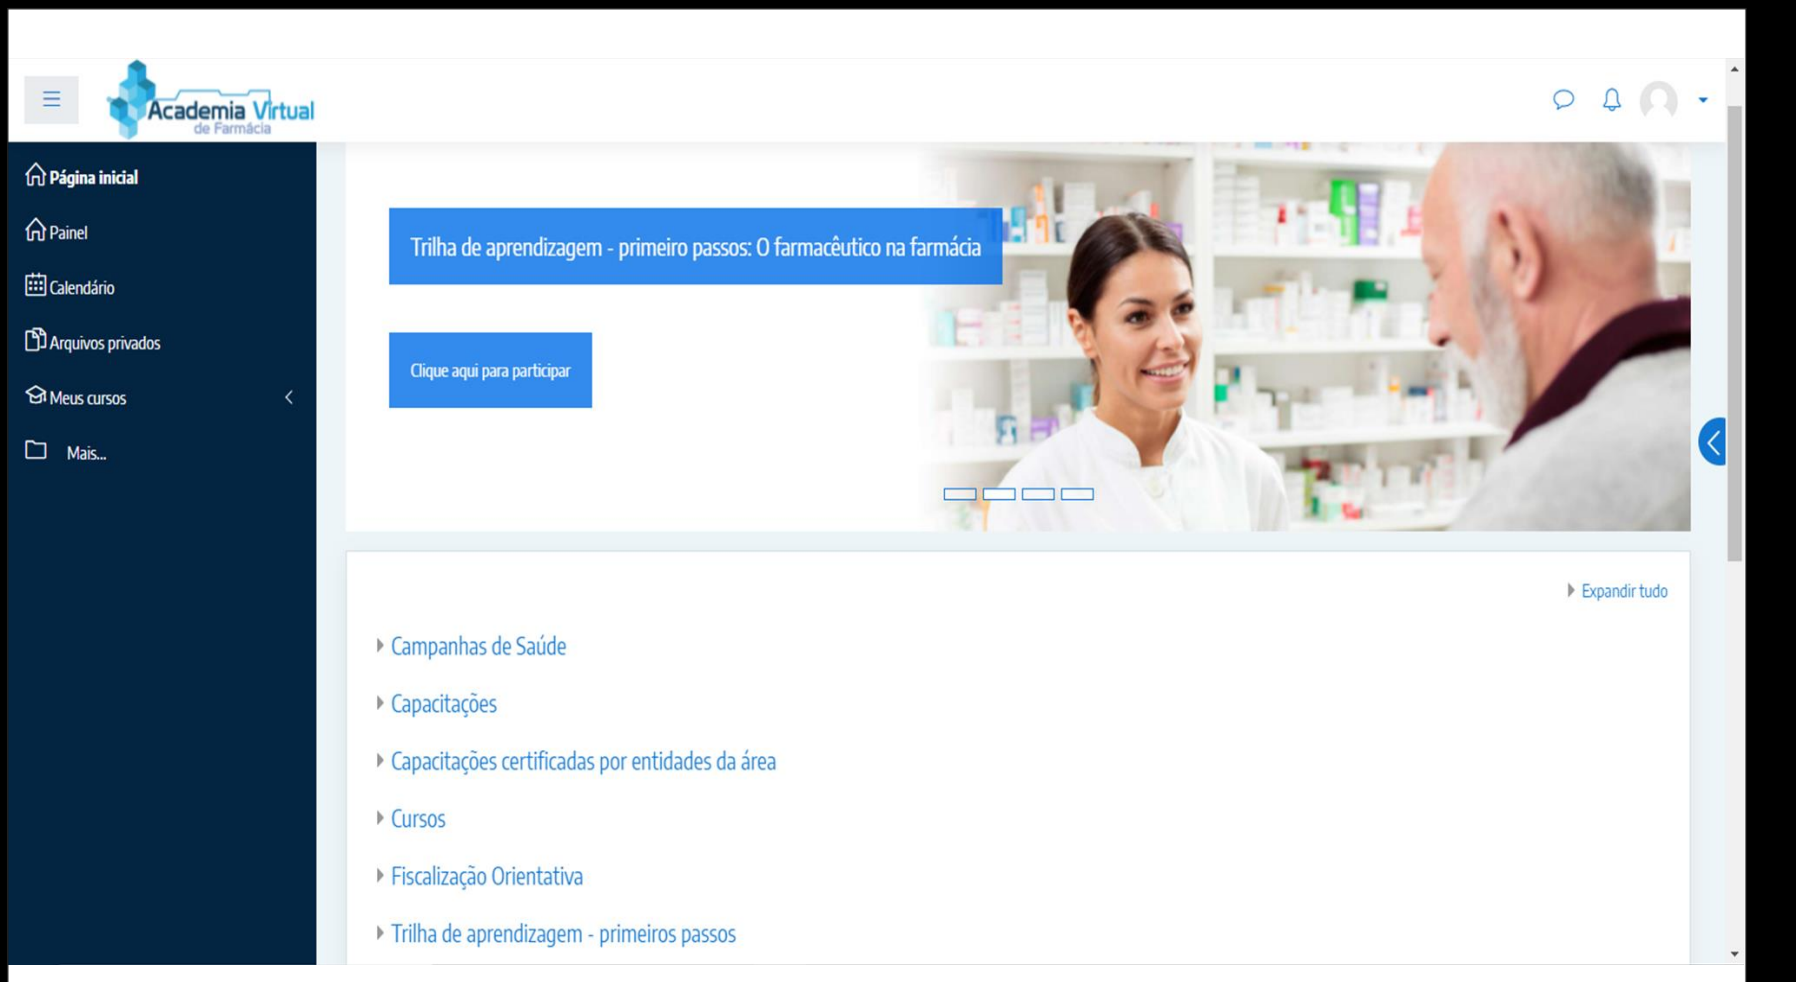 Academia Virtual
de Farmácia
Página inicial
Painel
Calendário
Arquivos privados
Meus cursos
Mais...
Trilha de aprendizagem - primeiro passos: O farmacêutico na farmácia
Clique aqui para participar
Expandir tudo
Campanhas de Saúde
Capacitações
Capacitações certificadas por entidades da área
Cursos
Fiscalização Orientativa
Trilha de aprendizagem - primeiros passos